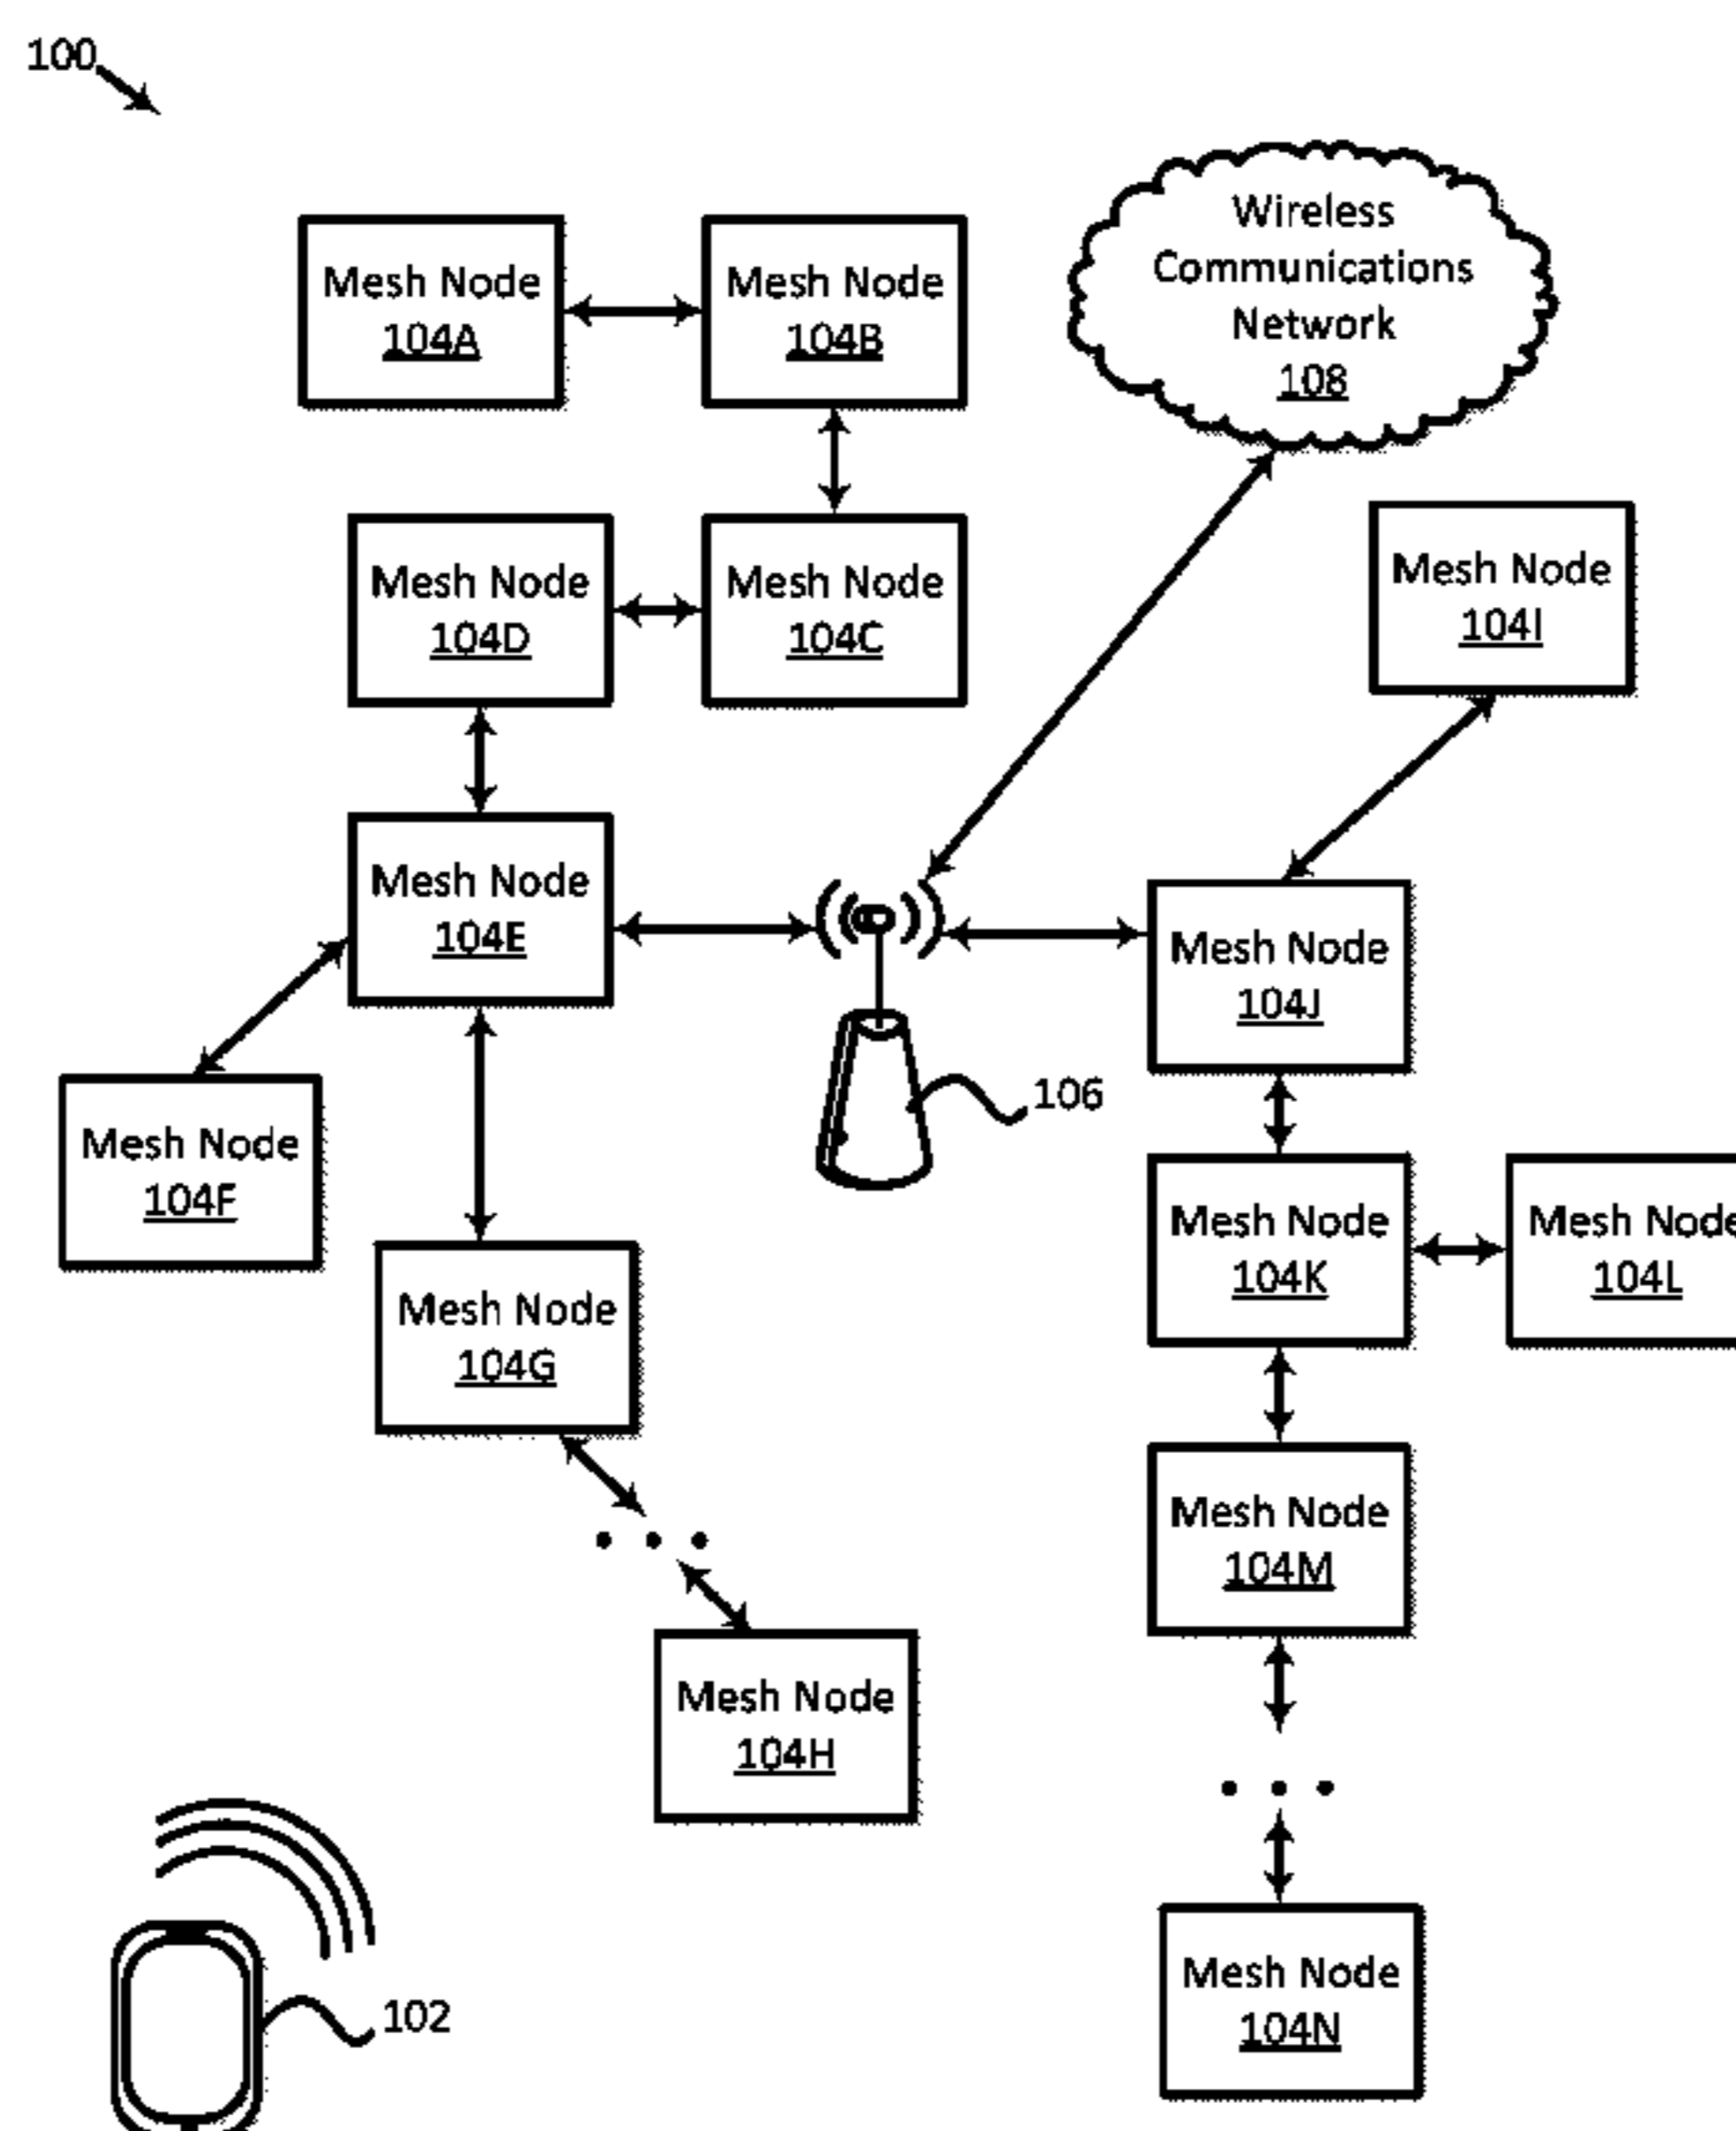 100
Mesh Node
104A
Mesh Node
104B
Wireless
Communications
Network
108
Mesh Node
104D
Mesh Node
104C
Mesh Node
104I
Mesh Node
104E
Mesh Node
104J
Mesh Node
104F
106
Mesh Node
104K
Mesh Node
104L
Mesh Node
104G
Mesh Node
104M
Mesh Node
104H
Mesh Node
104N
102